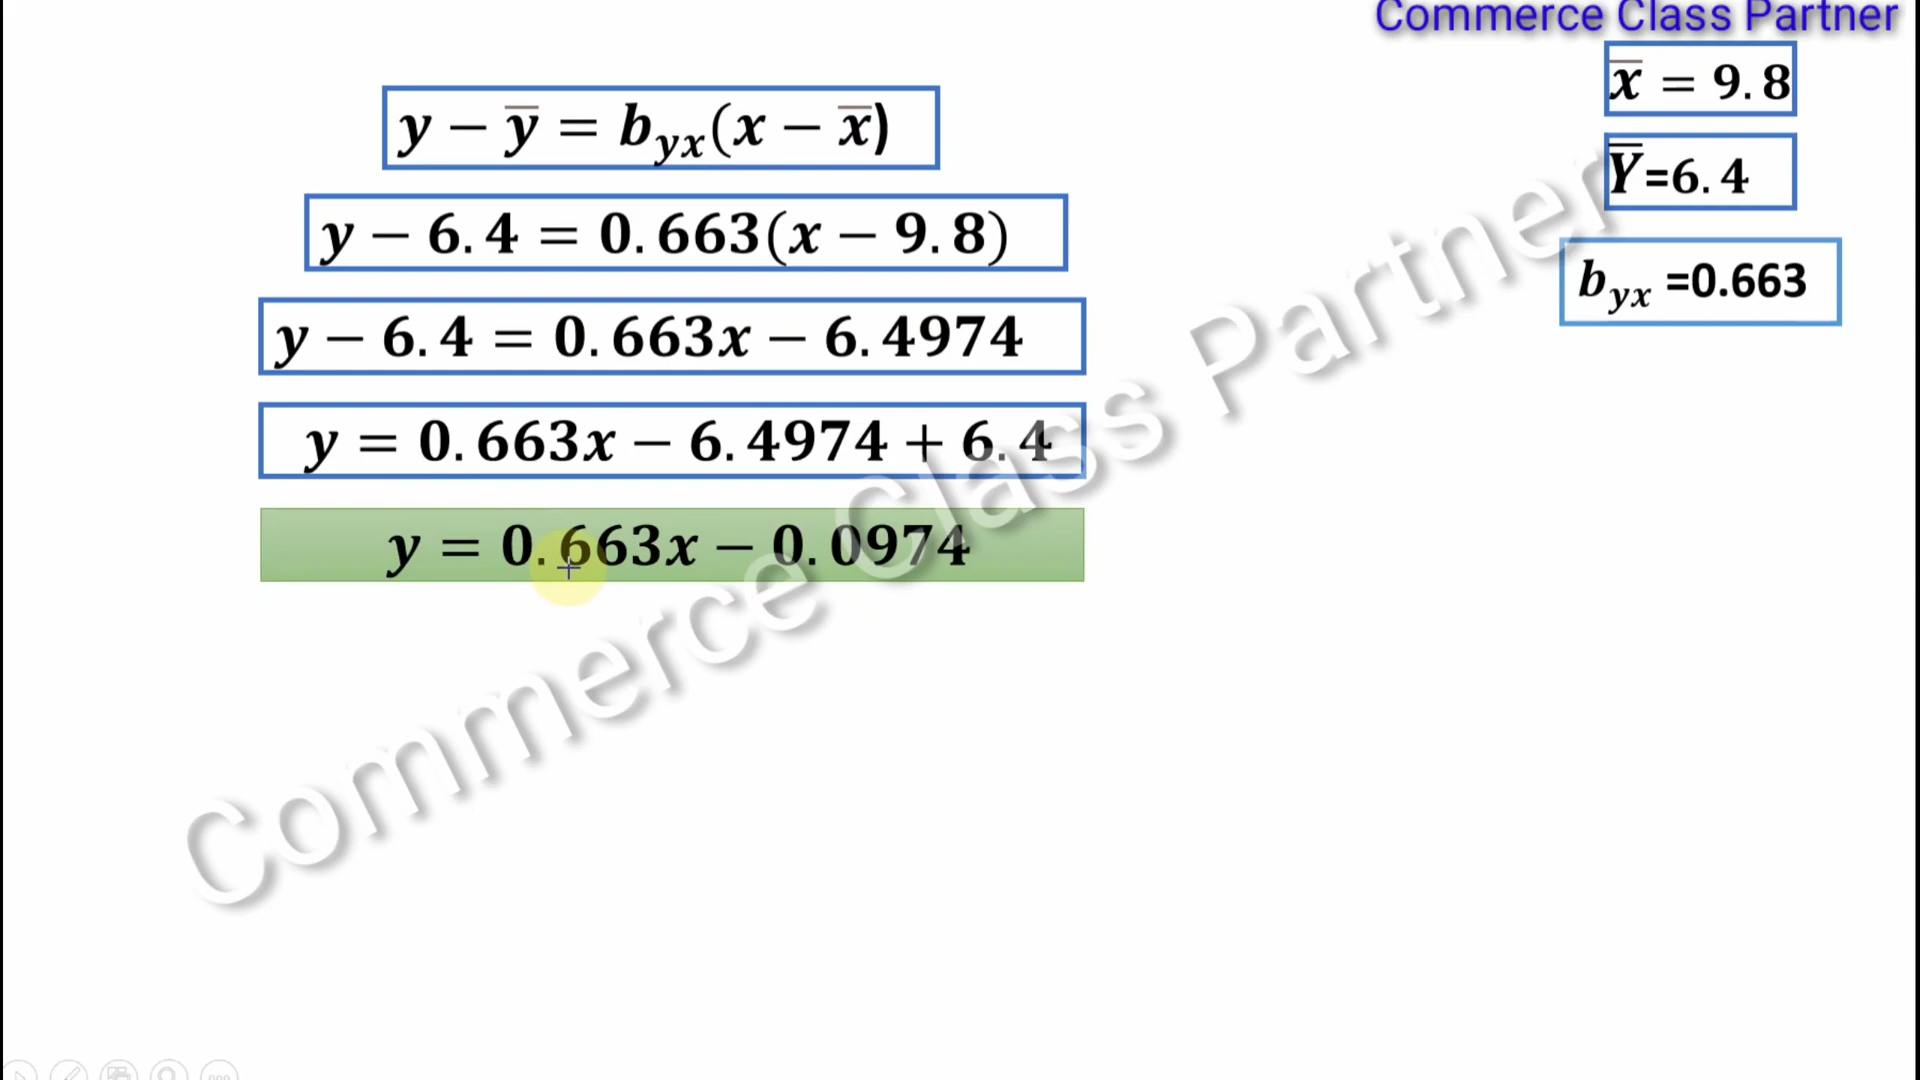 Commerce Class Partner
x̅ = 9.8
Y̅=6.4
b_yx =0.663
y − y̅ = b_yx(x − x̅)
y − 6.4 = 0.663(x − 9.8)
y − 6.4 = 0.663x − 6.4974
y = 0.663x − 6.4974 + 6.4
y = 0.663x − 0.0974
Commerce Class Partner